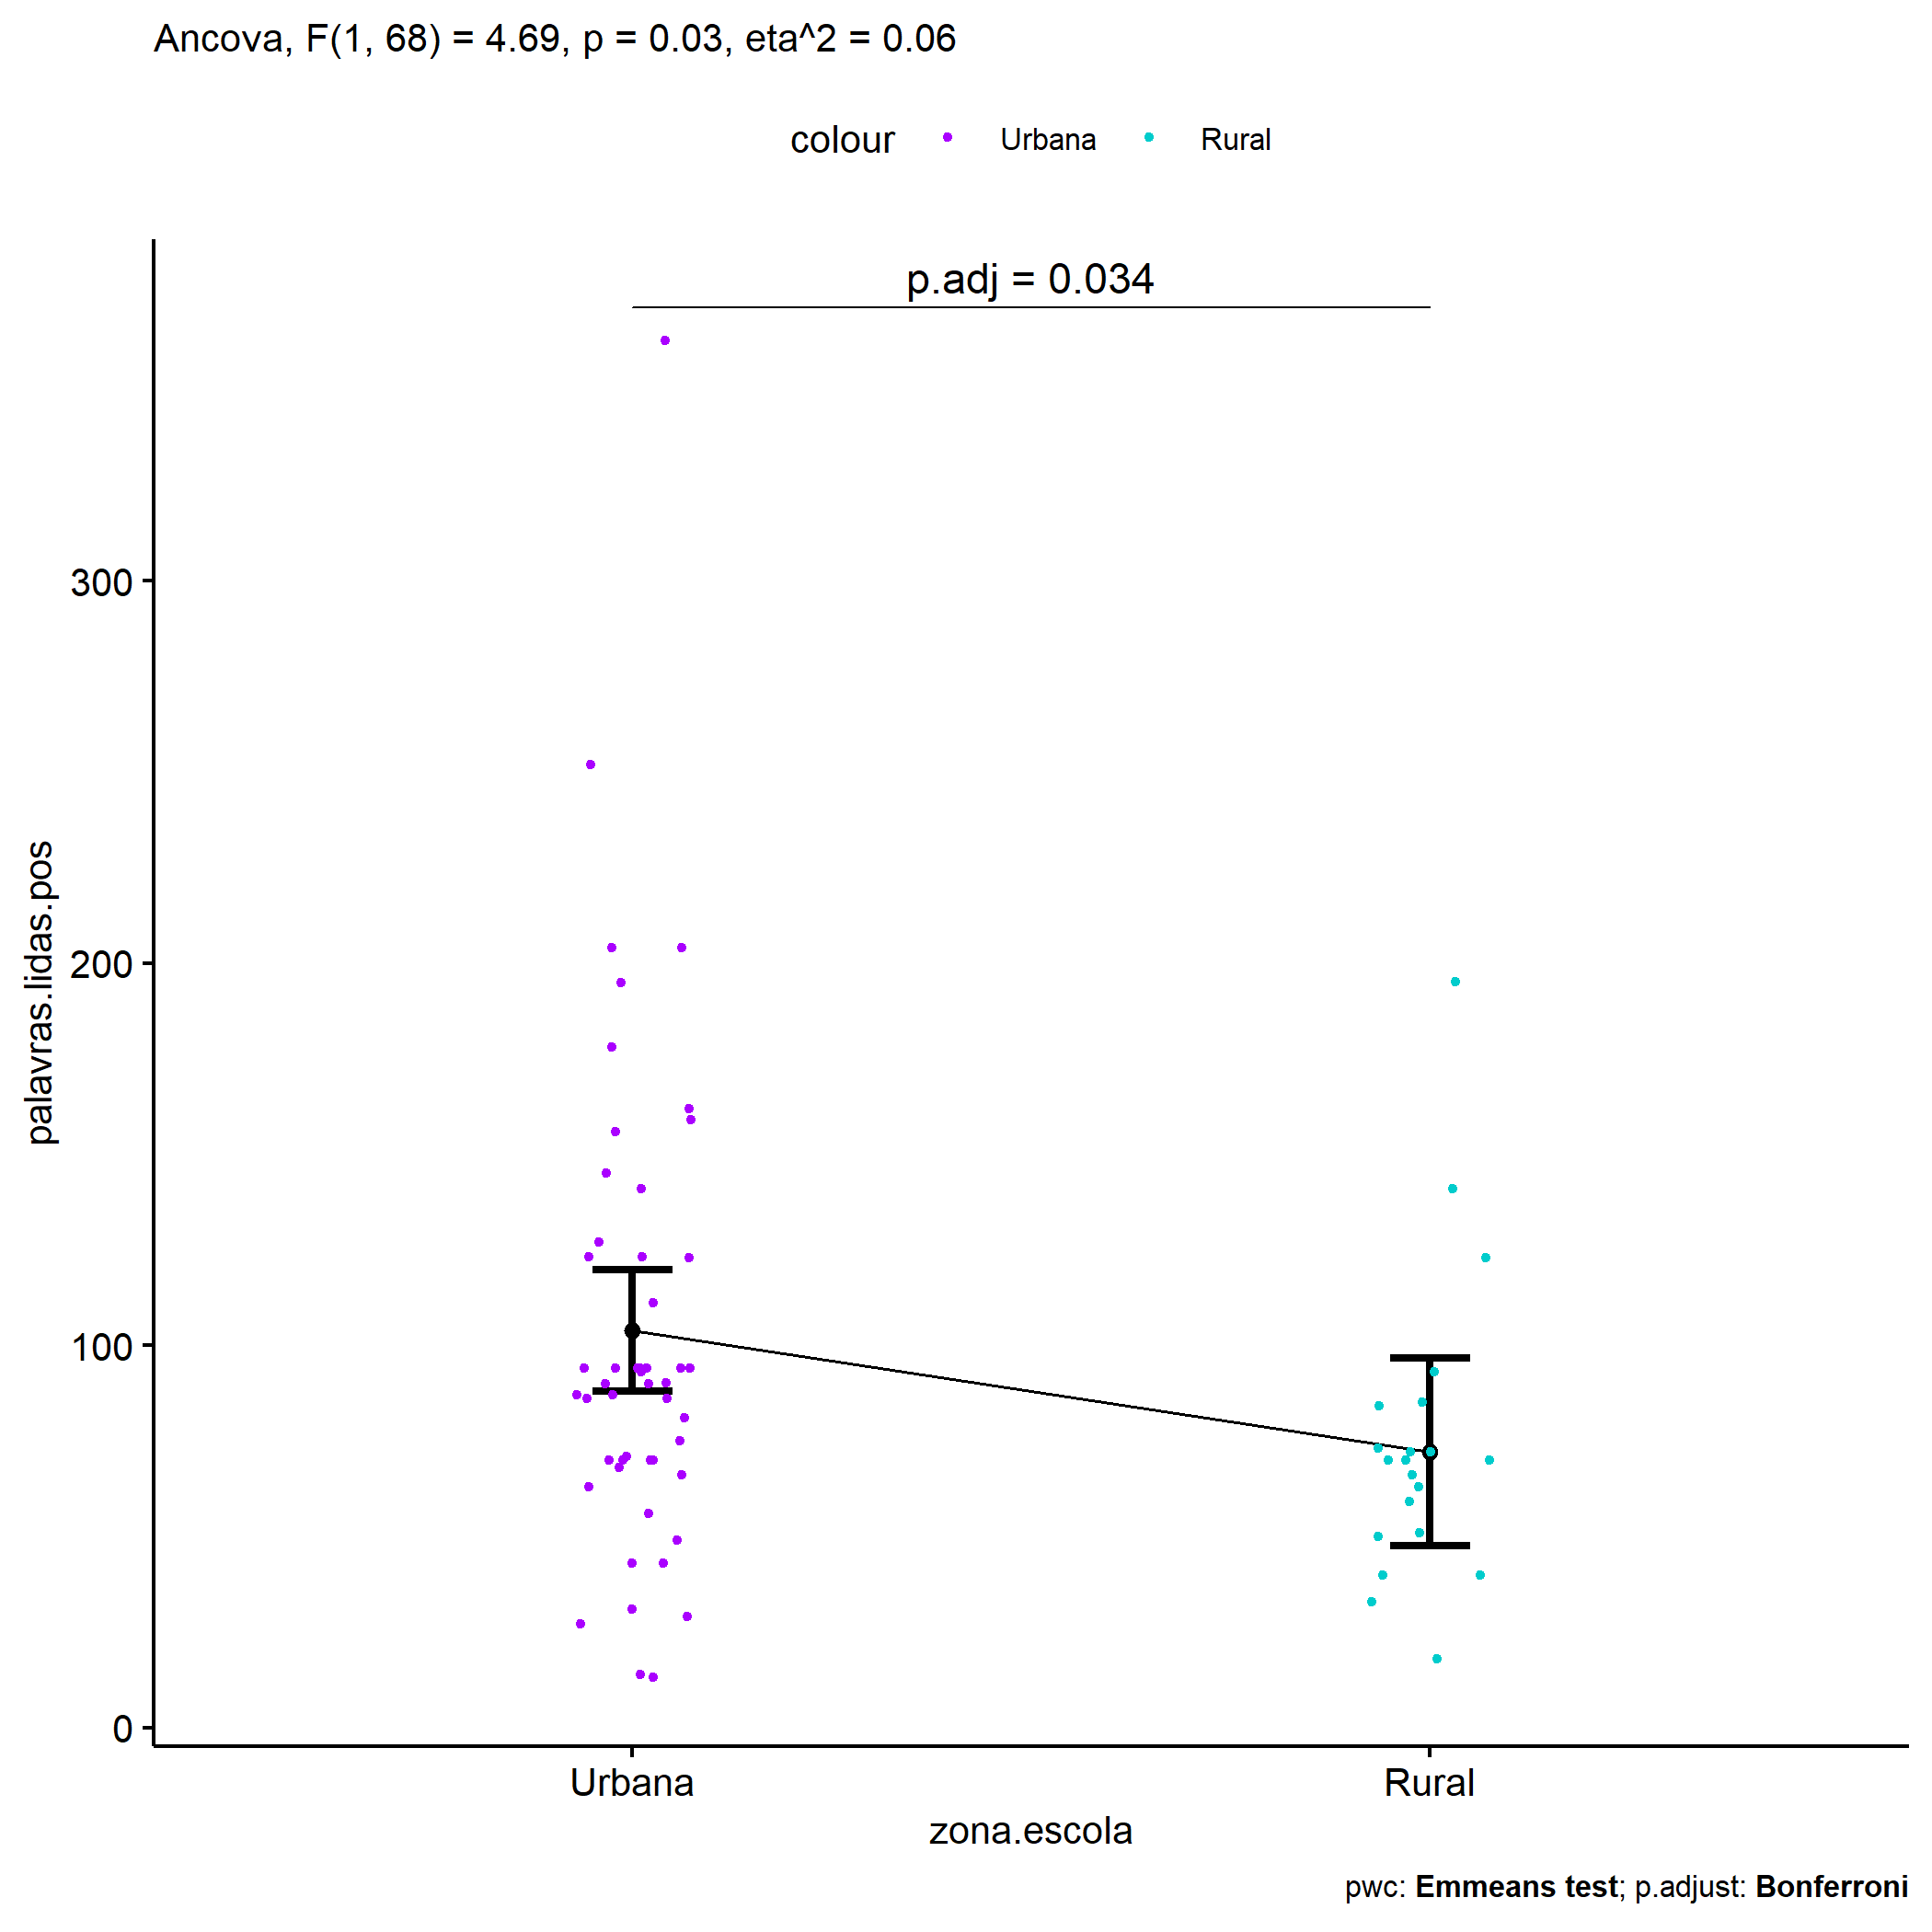 Ancova, F(1, 68) = 4.69, p = 0.03, eta^2 = 0.06
colour Urbana Rural
p.adj = 0.034
300
200
100
0
palavras.lidas.pos
Urbana Rural
zona.escola
pwc: Emmeans test; p.adjust: Bonferroni